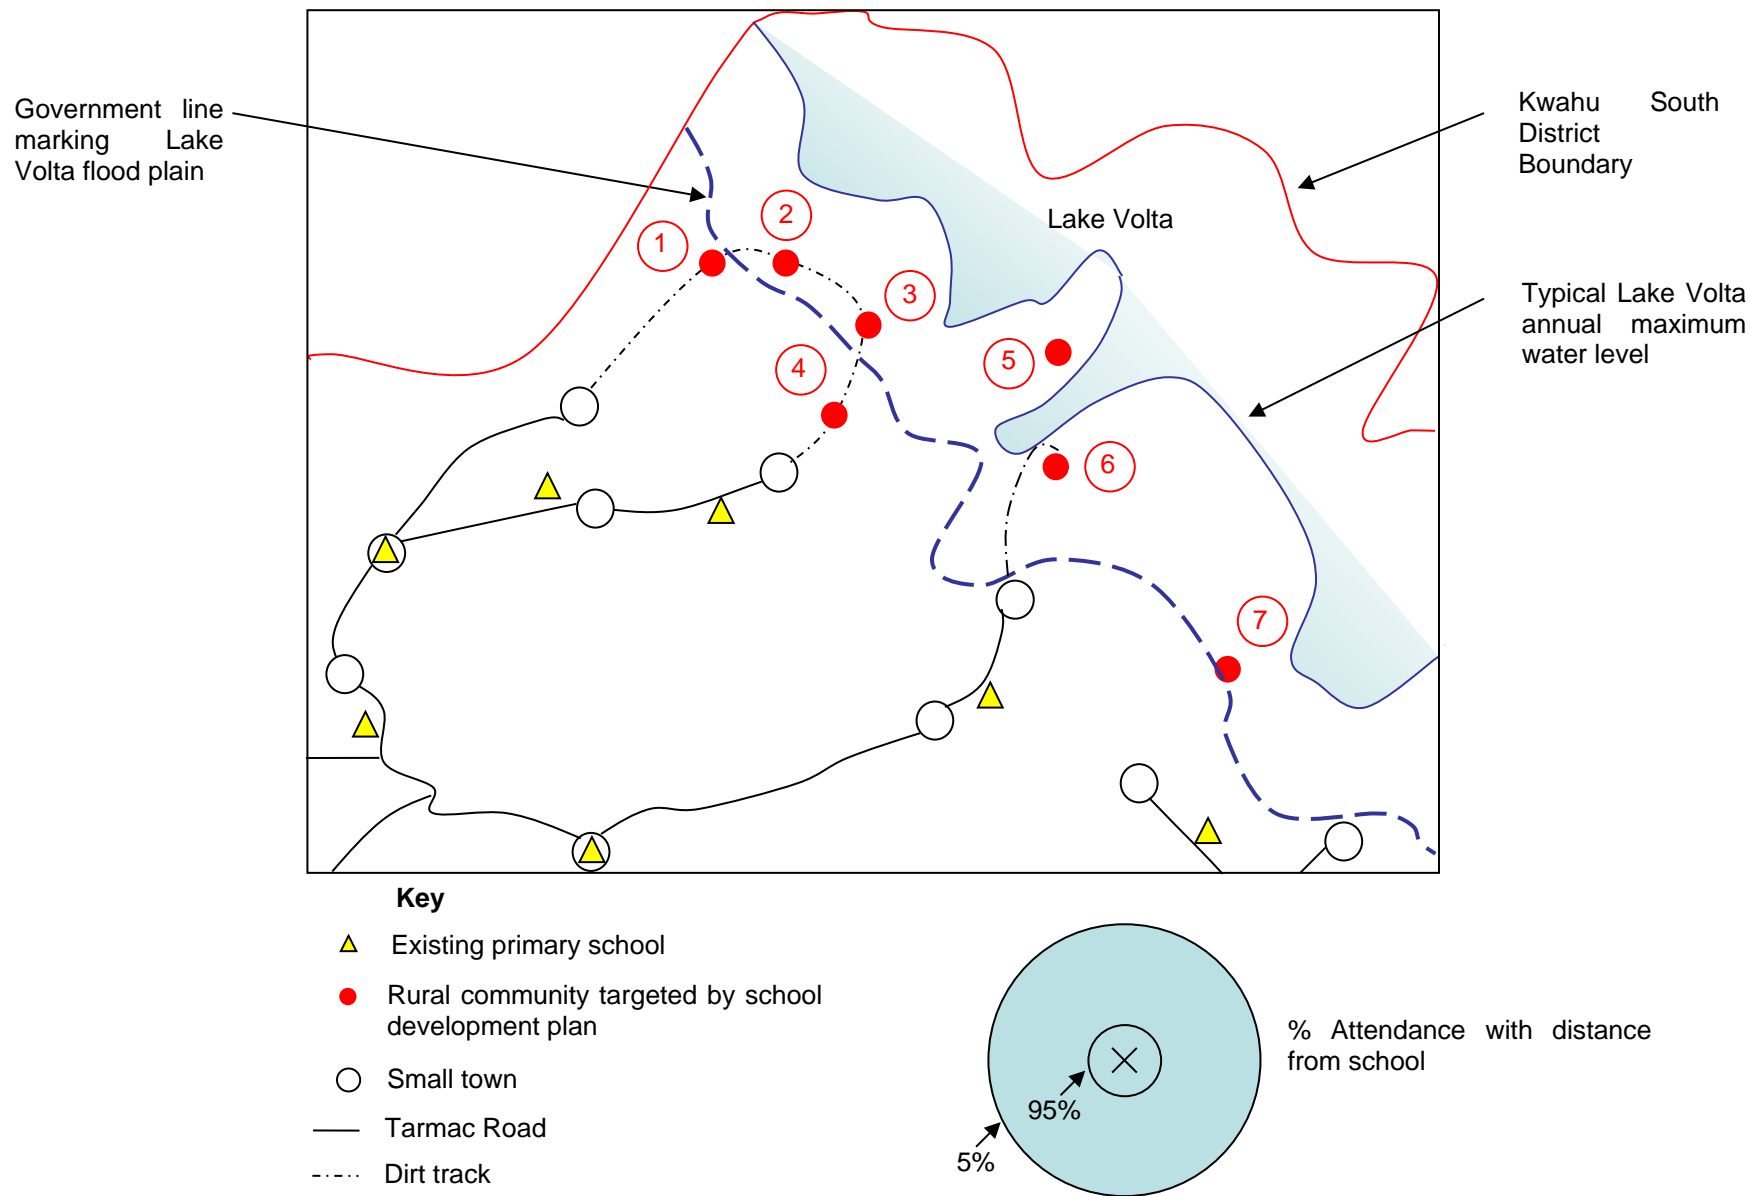 Government line
marking Lake
Volta flood plain
Kwahu South
District
Boundary
2
1
Lake Volta
3
Typical Lake Volta
annual maximum
water level
5
4
6
7
Key
Existing primary school
Rural community targeted by school
development plan
Small town
Tarmac Road
Dirt track
% Attendance with distance
from school
95%
5%